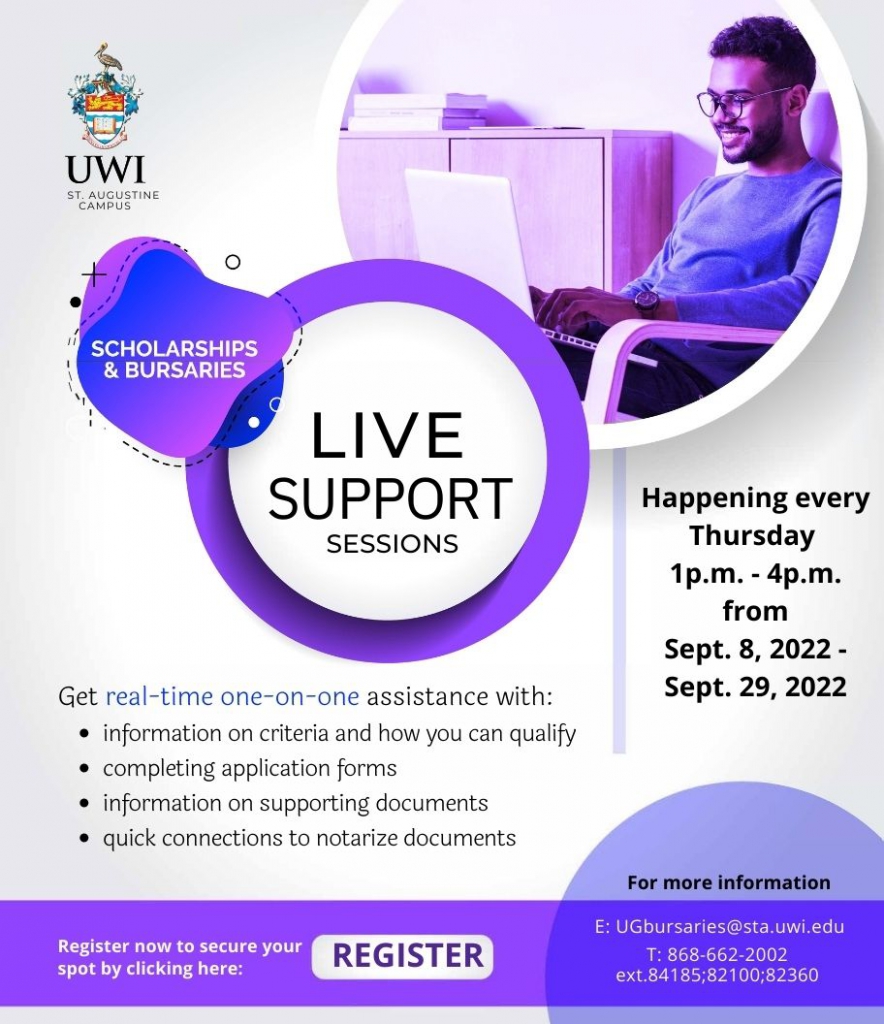 UWI
ST. AUGUSTINE
CAMPUS
SCHOLARSHIPS
& BURSARIES
LIVE
SUPPORT
SESSIONS
Happening every
Thursday
1p.m. - 4p.m.
from
Sept. 8, 2022 -
Sept. 29, 2022
Get real-time one-on-one assistance with:
• information on criteria and how you can qualify
• completing application forms
• information on supporting documents
• quick connections to notarize documents
For more information
E: UGbursaries@sta.uwi.edu
T: 868-662-2002
ext.84185;82100;82360
Register now to secure your
spot by clicking here:
REGISTER